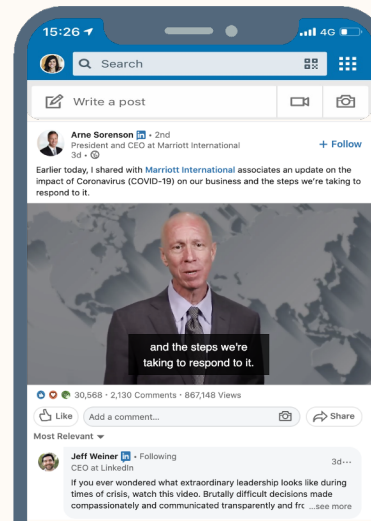 15:26
4G
Search
Write a post
Arne Sorenson in • 2nd
President and CEO at Marriott International
3d •
+ Follow
Earlier today, I shared with Marriott International associates an update on the
impact of Coronavirus (COVID-19) on our business and the steps we're taking to
respond to it.
and the steps we're
taking to respond to it.
30,568 · 2,130 Comments · 867,148 Views
Like
Add a comment...
Share
Most Relevant
Jeff Weiner in • Following
3d...
CEO at LinkedIn
If you ever wondered what extraordinary leadership looks like during
times of crisis, watch this video. Brutally difficult decisions made
compassionately and communicated transparently and frc ...see more